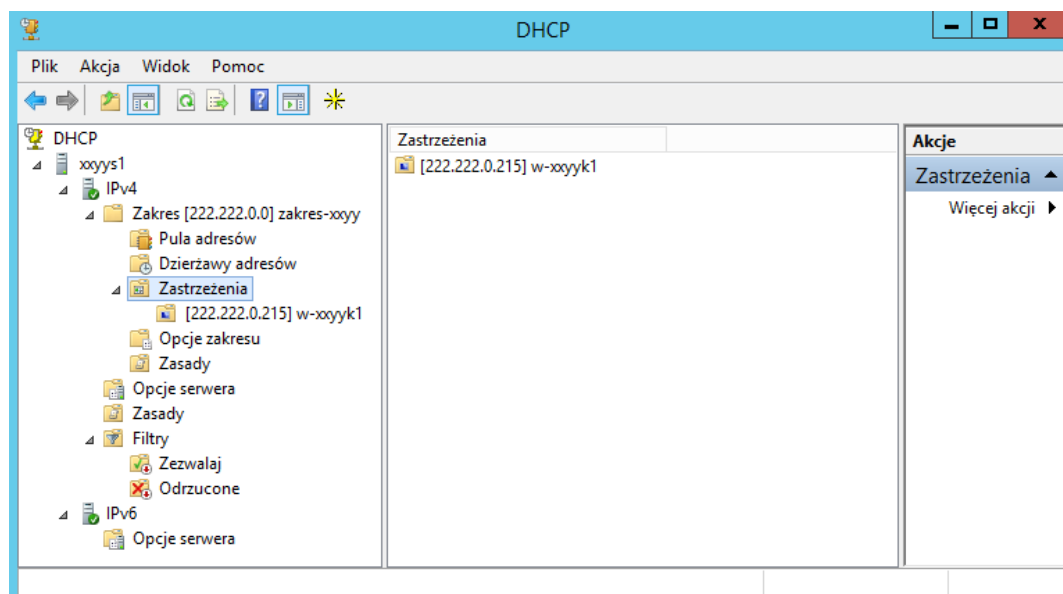 DHCP
Plik Akcja Widok Pomoc
DHCP
xxyys1
IPv4
Zakres [222.222.0.0] zakres-xxyy
Pula adresów
Dzierżawy adresów
Zastrzeżenia
[222.222.0.215] w-xxyyk1
Opcje zakresu
Zasady
Opcje serwera
Zasady
Filtry
Zezwalaj
Odrzucone
IPv6
Opcje serwera
Zastrzeżenia
[222.222.0.215] w-xxyyk1
Akcje
Zastrzeżenia
Więcej akcji